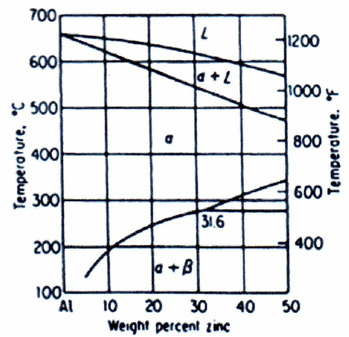 700
600
500
400
300
200
100
Temperature, °C
L
a + L
a
31.6
a + β
1200
1000
800
600
400
Temperature, °F
Al 10 20 30 40 50
Weight percent zinc